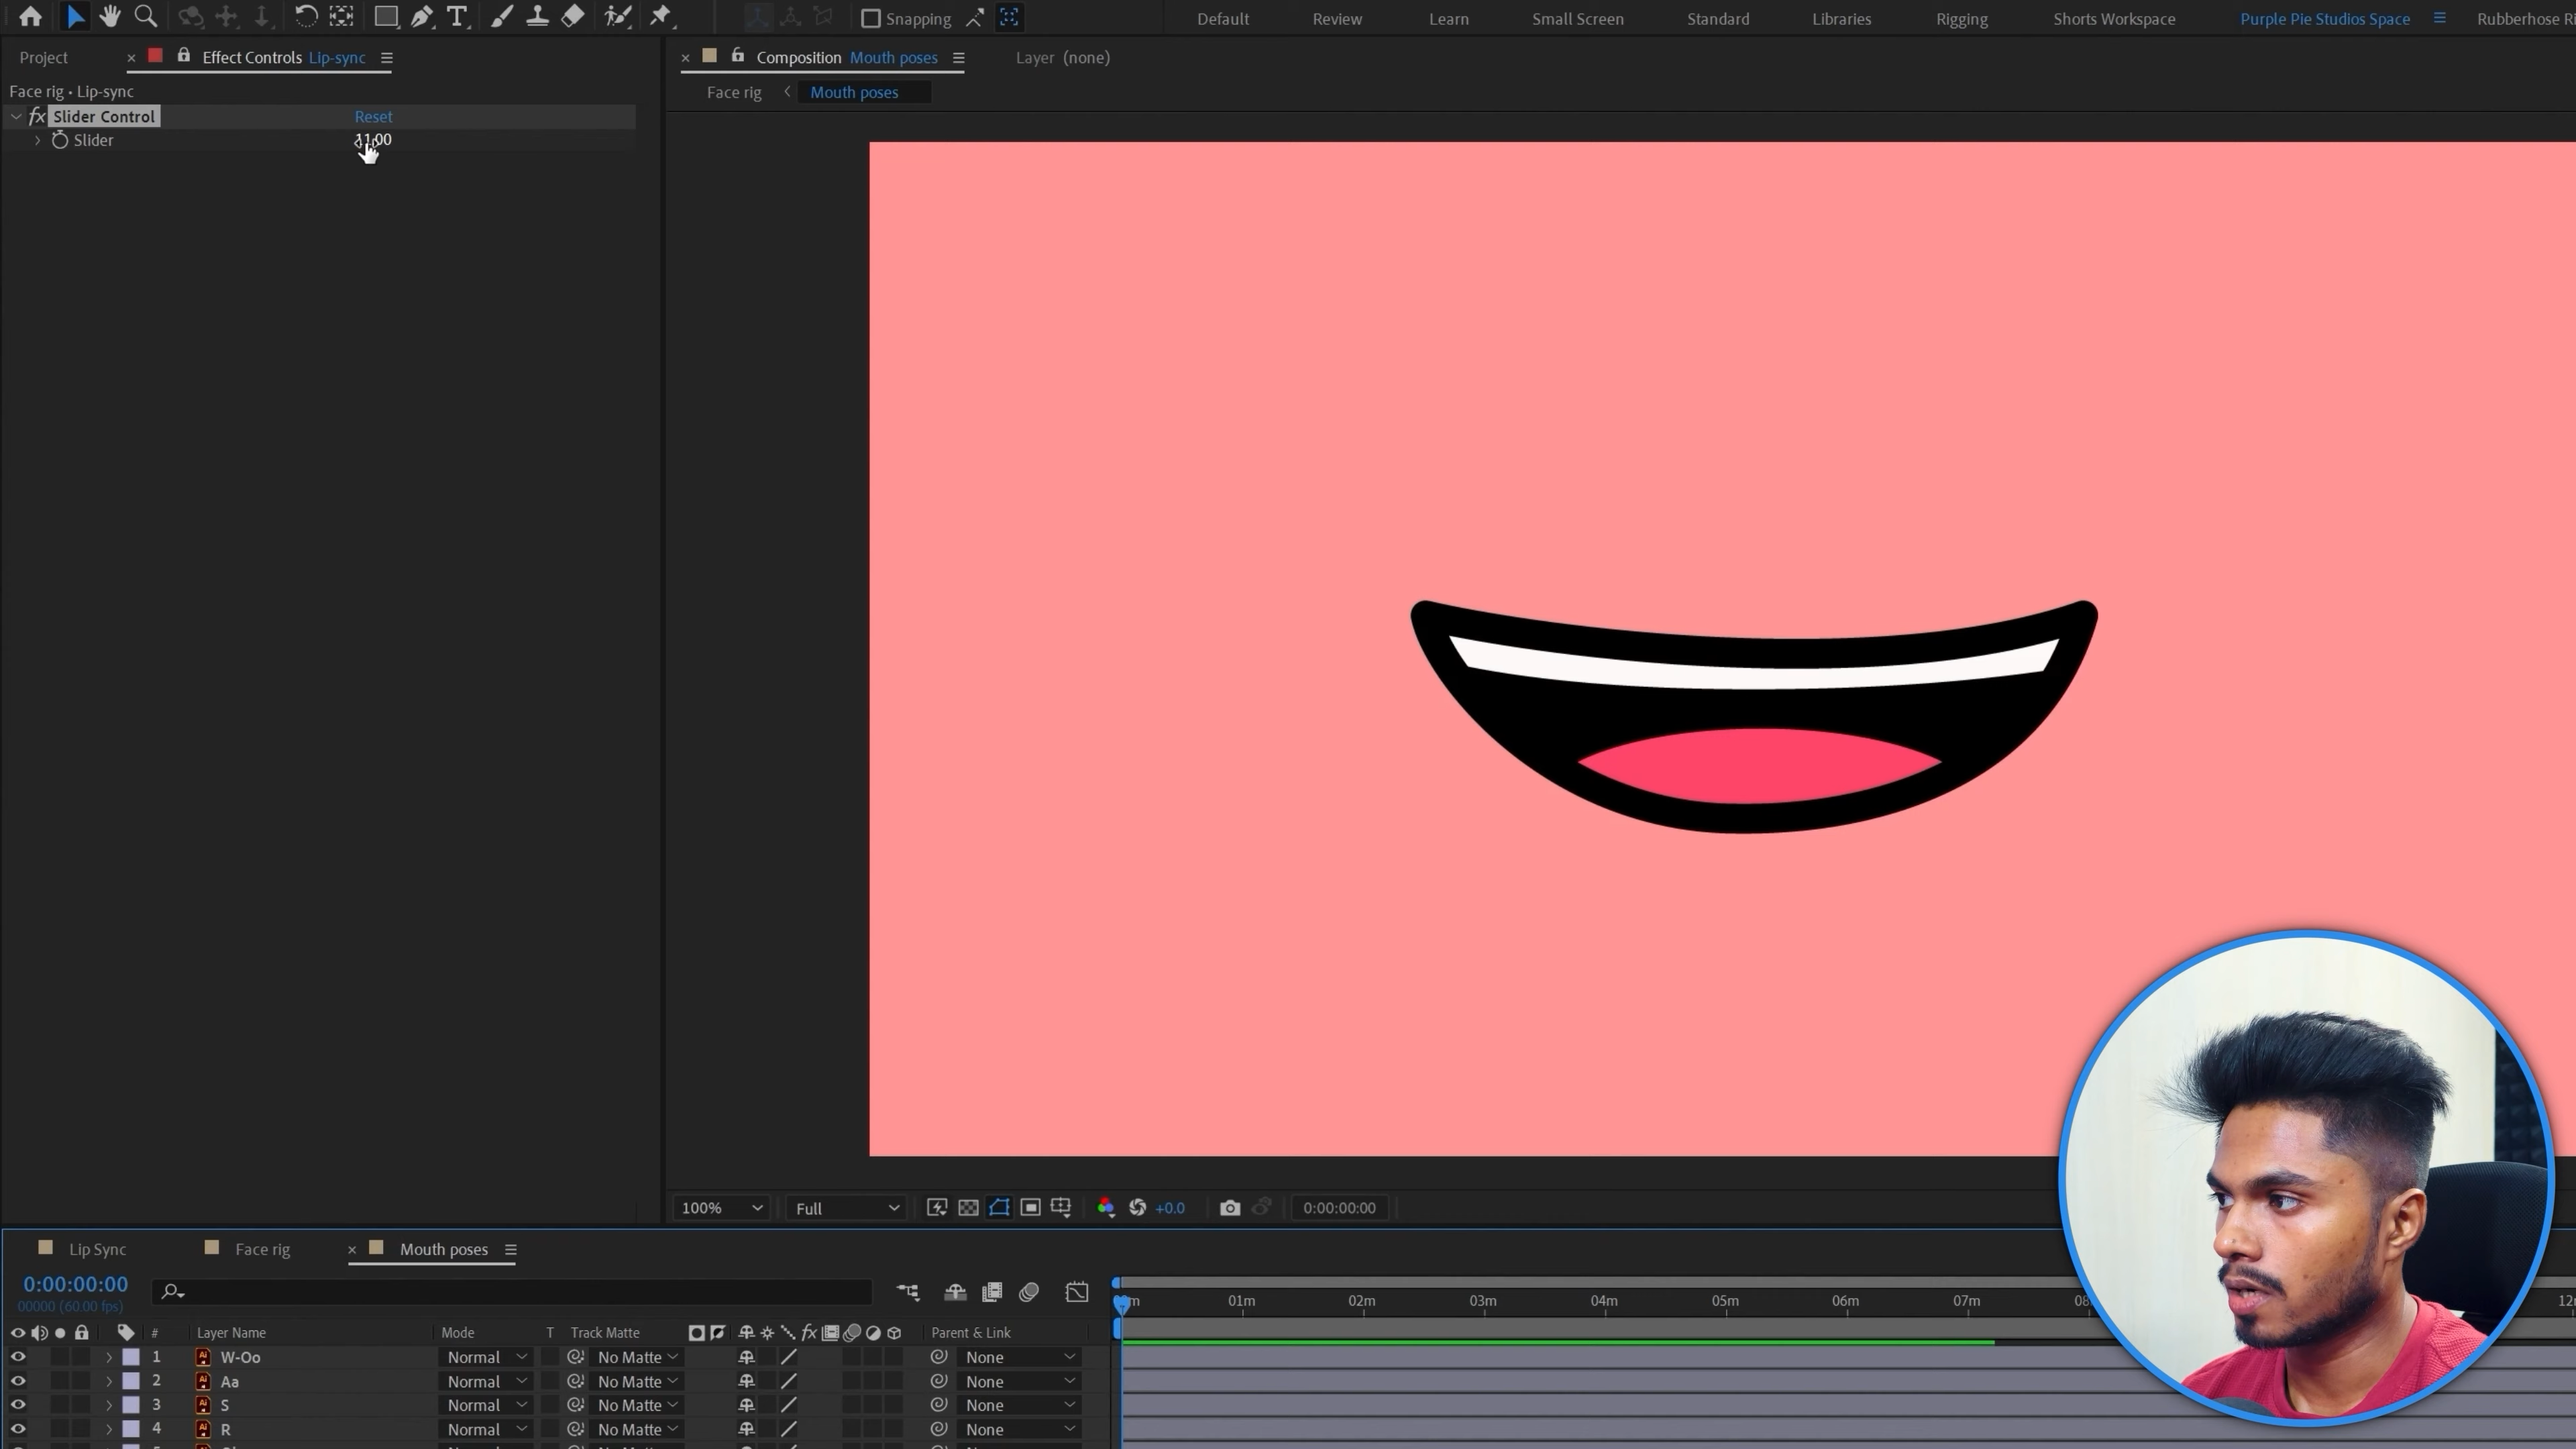 Snapping
Default
Review
Learn
Small Screen
Standard
Libraries
Rigging
Shorts Workspace
Purple Pie Studios Space
Project
Effect Controls Lip-sync
Composition Mouth poses
Layer (none)
Face rig • Lip-sync
Face rig
Mouth poses
fx Slider Control
Reset
Slider
11.00
100%
Full
+0.0
0:00:00:00
Lip Sync
Face rig
Mouth poses
0:00:00:00
00000 (60.00 fps)
01m
02m
03m
04m
05m
06m
07m
# Layer Name Mode T Track Matte fx Parent & Link
1 Ai W-Oo Normal No Matte None
2 Ai Aa Normal No Matte None
3 Ai S Normal No Matte None
4 Ai R Normal No Matte None